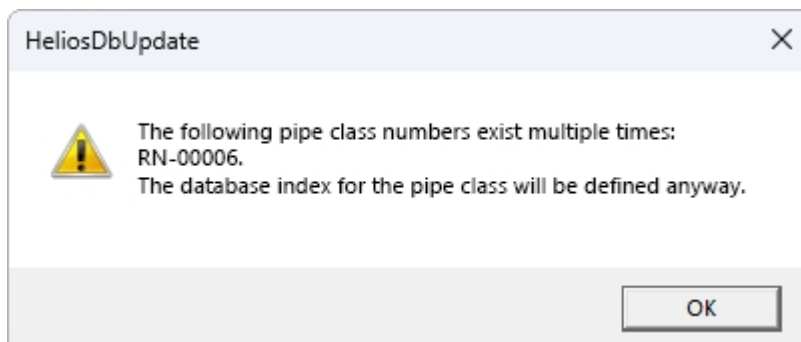 HeliosDbUpdate
The following pipe class numbers exist multiple times:
RN-00006.
The database index for the pipe class will be defined anyway.
OK